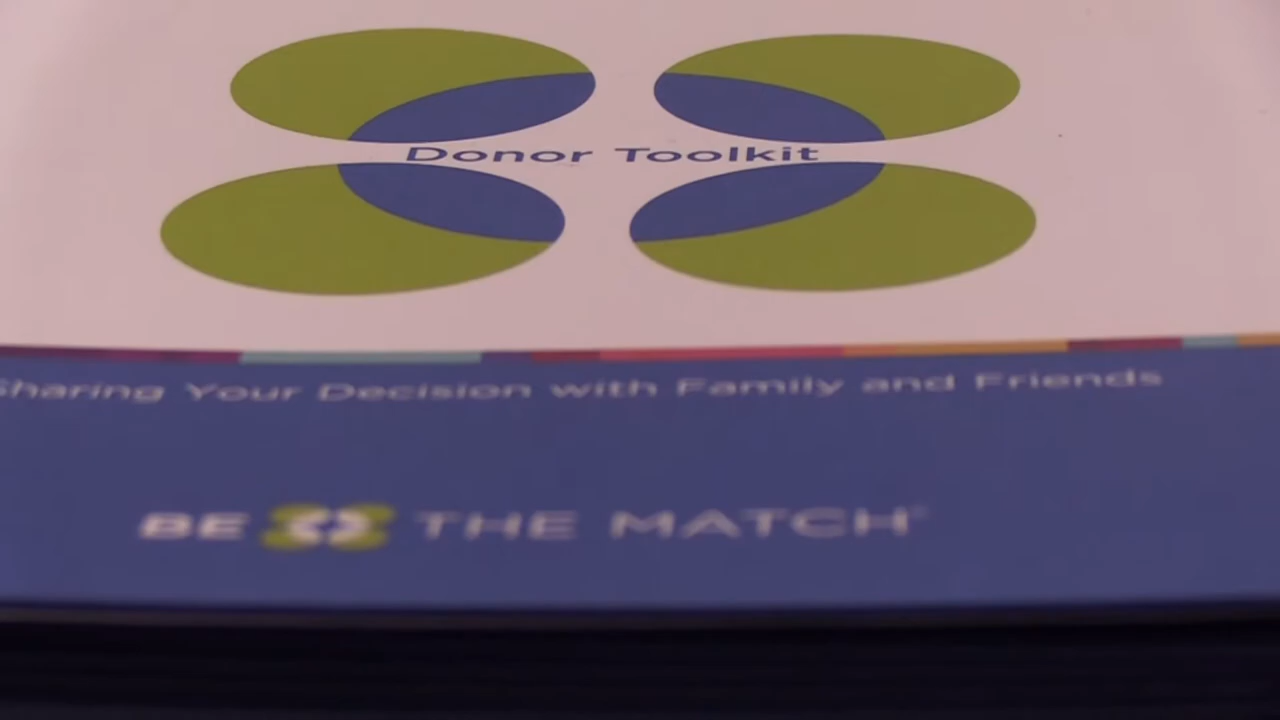 Donor Toolkit
Sharing Your Decision with Family and Friends
BE THE MATCH®